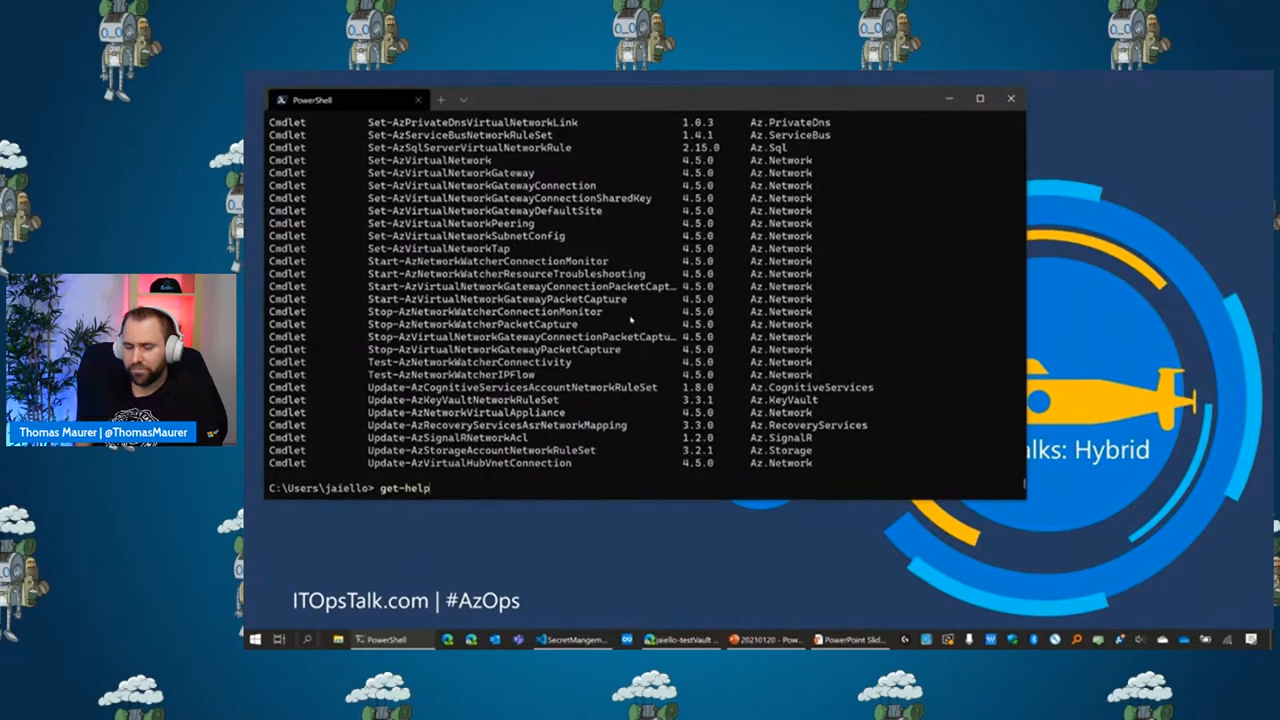 PowerShell
Cmdlet Set-AzPrivateDnsVirtualNetworkLink 1.0.3 Az.PrivateDns
Cmdlet Set-AzServiceBusNetworkRuleSet 1.4.1 Az.ServiceBus
Cmdlet Set-AzSqlServerVirtualNetworkRule 2.15.0 Az.Sql
Cmdlet Set-AzVirtualNetwork 4.5.0 Az.Network
Cmdlet Set-AzVirtualNetworkGateway 4.5.0 Az.Network
Cmdlet Set-AzVirtualNetworkGatewayConnection 4.5.0 Az.Network
Cmdlet Set-AzVirtualNetworkGatewayConnectionSharedKey 4.5.0 Az.Network
Cmdlet Set-AzVirtualNetworkGatewayDefaultSite 4.5.0 Az.Network
Cmdlet Set-AzVirtualNetworkPeering 4.5.0 Az.Network
Cmdlet Set-AzVirtualNetworkSubnetConfig 4.5.0 Az.Network
Cmdlet Set-AzVirtualNetworkTap 4.5.0 Az.Network
Cmdlet Start-AzNetworkWatcherConnectionMonitor 4.5.0 Az.Network
Cmdlet Start-AzNetworkWatcherResourceTroubleshooting 4.5.0 Az.Network
Cmdlet Start-AzVirtualNetworkGatewayConnectionPacketCapt… 4.5.0 Az.Network
Cmdlet Start-AzVirtualNetworkGatewayPacketCapture 4.5.0 Az.Network
Cmdlet Stop-AzNetworkWatcherConnectionMonitor 4.5.0 Az.Network
Cmdlet Stop-AzNetworkWatcherPacketCapture 4.5.0 Az.Network
Cmdlet Stop-AzVirtualNetworkGatewayConnectionPacketCaptu… 4.5.0 Az.Network
Cmdlet Stop-AzVirtualNetworkGatewayPacketCapture 4.5.0 Az.Network
Cmdlet Test-AzNetworkWatcherConnectivity 4.5.0 Az.Network
Cmdlet Test-AzNetworkWatcherIPFlow 4.5.0 Az.Network
Cmdlet Update-AzCognitiveServicesAccountNetworkRuleSet 1.8.0 Az.CognitiveServices
Cmdlet Update-AzKeyVaultNetworkRuleSet 3.3.1 Az.KeyVault
Cmdlet Update-AzNetworkVirtualAppliance 4.5.0 Az.Network
Cmdlet Update-AzRecoveryServicesAsrNetworkMapping 3.3.0 Az.RecoveryServices
Cmdlet Update-AzSignalRNetworkAcl 1.2.0 Az.SignalR
Cmdlet Update-AzStorageAccountNetworkRuleSet 3.2.1 Az.Storage
Cmdlet Update-AzVirtualHubVnetConnection 4.5.0 Az.Network
C:\Users\jaiello> get-help
Thomas Maurer | @ThomasMaurer
alks: Hybrid
ITOpsTalk.com | #AzOps
PowerShell
SecretMangem...
jaiello-testVault ...
20210120 - Pow...
PowerPoint Slid...